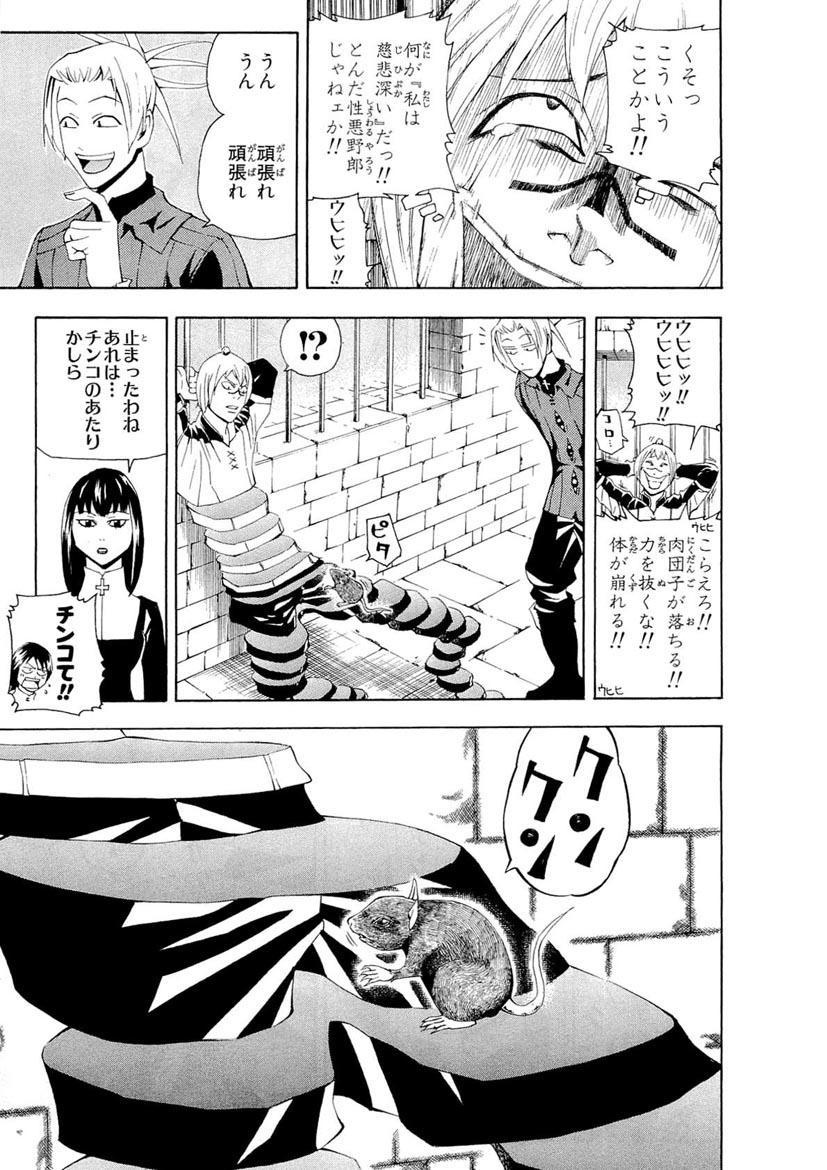 くそっ
こういう
ことかよ!!
何が『私は
慈悲深い』だっ!!
とんだ性悪野郎
じゃねェか!!
ウヒヒッ!!
うん
うん
頑張れ
頑張れ
ウヒヒッ!!
ウヒヒヒッ!!
コロ…
ウヒヒ
こらえろ!!
肉団子が落ちる!!
力を抜くな!!
体が崩れる!!
ウヒヒ
!?
ピタ
止まったわね
あれは…
チンコのあたり
かしら
チンコて!!
クン
クン